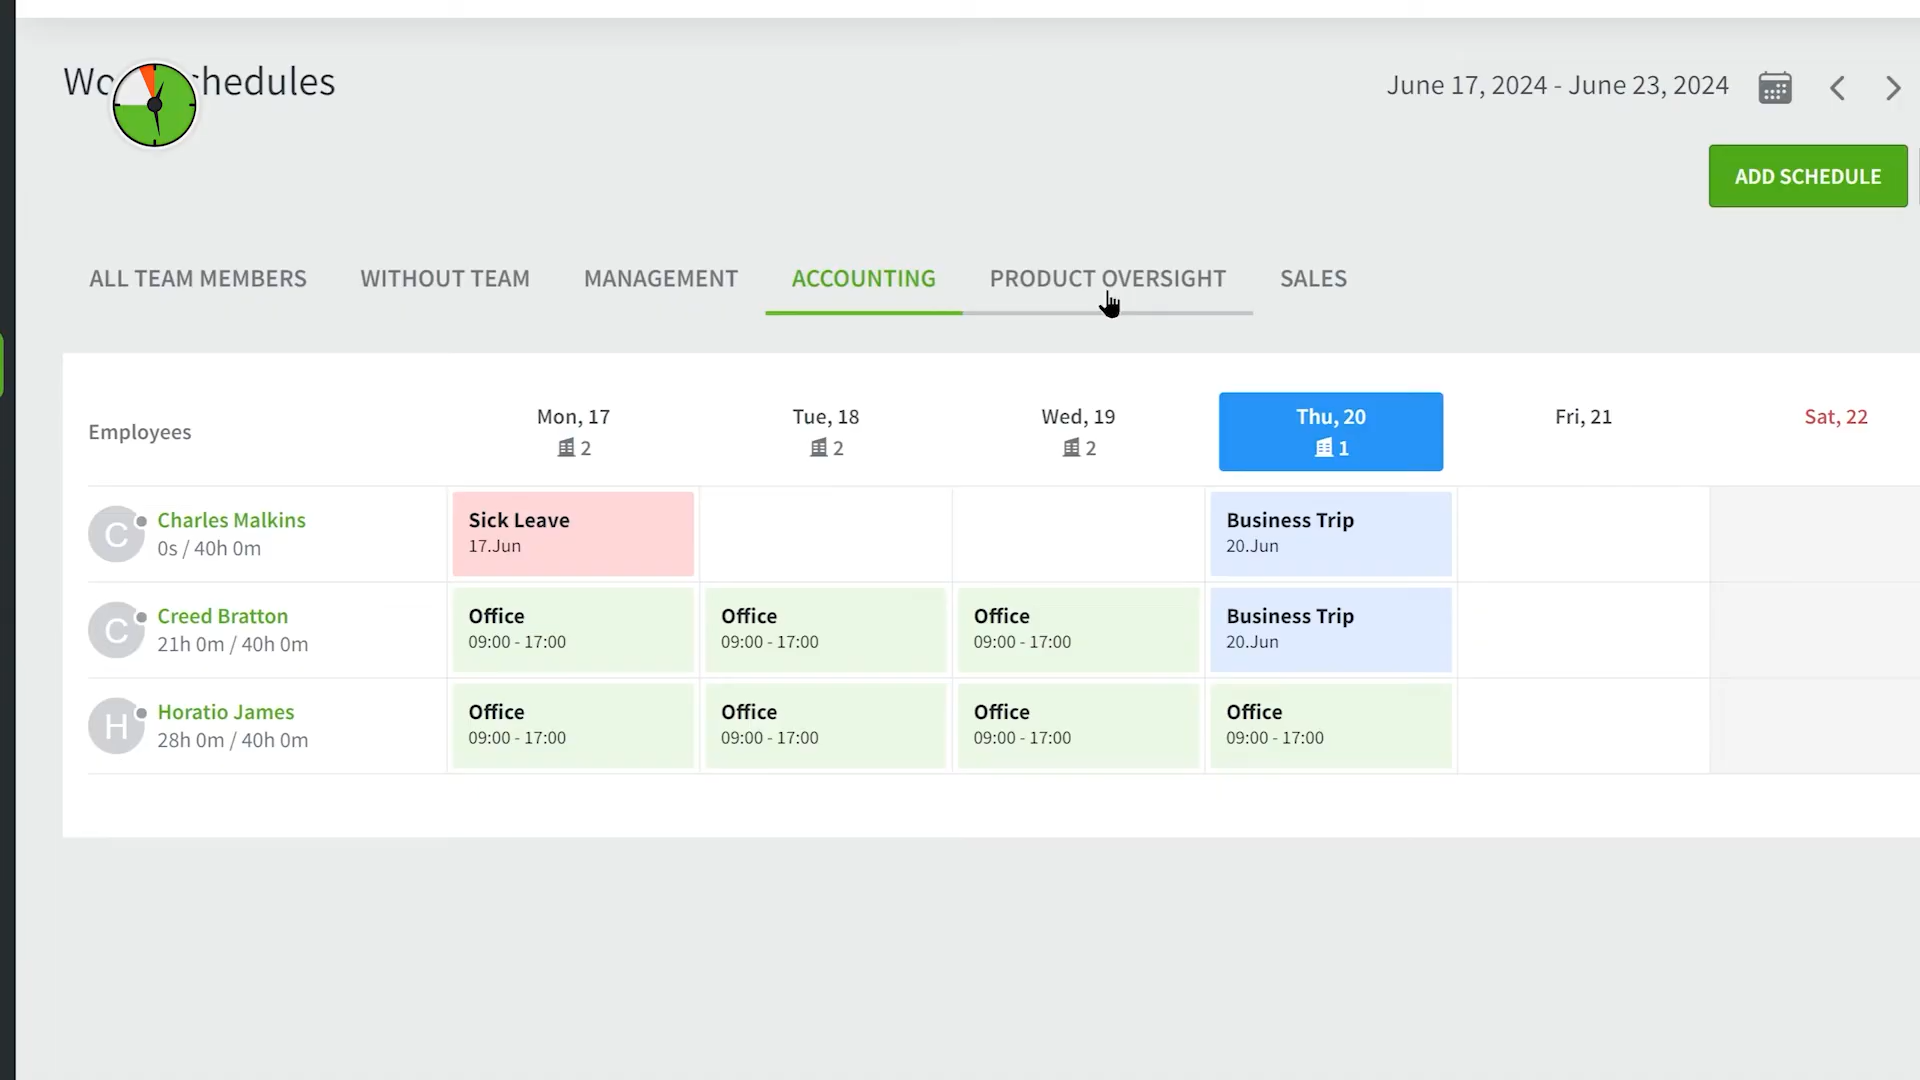 Wo hedules
June 17, 2024 - June 23, 2024
ADD SCHEDULE
ALL TEAM MEMBERS WITHOUT TEAM MANAGEMENT ACCOUNTING PRODUCT OVERSIGHT SALES
Employees
Mon, 17
2
Tue, 18
2
Wed, 19
2
Thu, 20
1
Fri, 21
Sat, 22
C
Charles Malkins
0s / 40h 0m
Sick Leave
17.Jun
Business Trip
20.Jun
C
Creed Bratton
21h 0m / 40h 0m
Office
09:00 - 17:00
Office
09:00 - 17:00
Office
09:00 - 17:00
Business Trip
20.Jun
H
Horatio James
28h 0m / 40h 0m
Office
09:00 - 17:00
Office
09:00 - 17:00
Office
09:00 - 17:00
Office
09:00 - 17:00